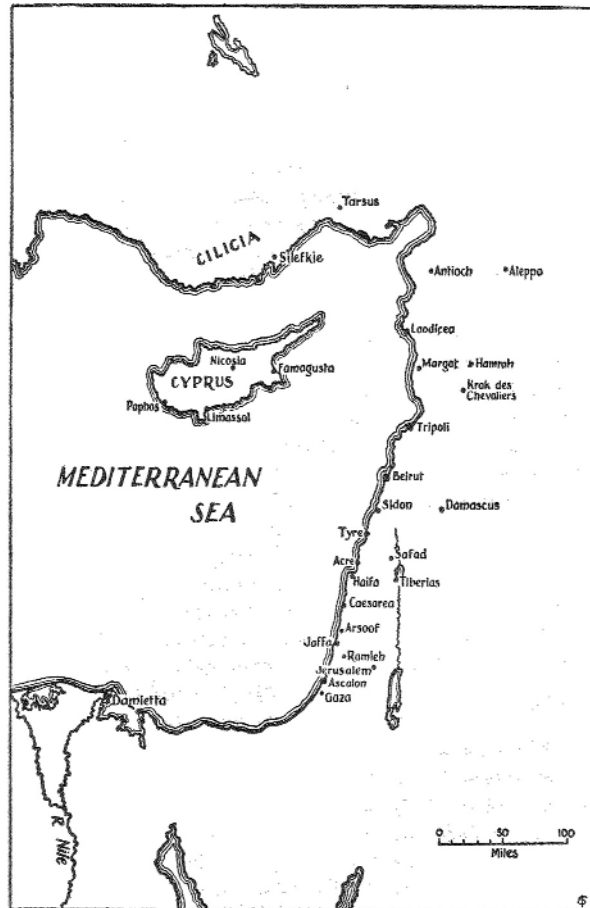 Tarsus
CILICIA
Silefkie
Antioch
Aleppo
Laodicea
Nicosia
Margat
Hamrah
CYPRUS
Famagusta
Krak des
Chevaliers
Paphos
Limassol
Tripoli
MEDITERRANEAN
SEA
Beirut
Sidon
Damascus
Tyre
Acre
Safad
Haifa
Tiberias
Caesarea
Arsoof
Jaffa
Ramleh
Jerusalem
Ascalon
Gaza
Damietta
R. Nile
0 50 100
Miles